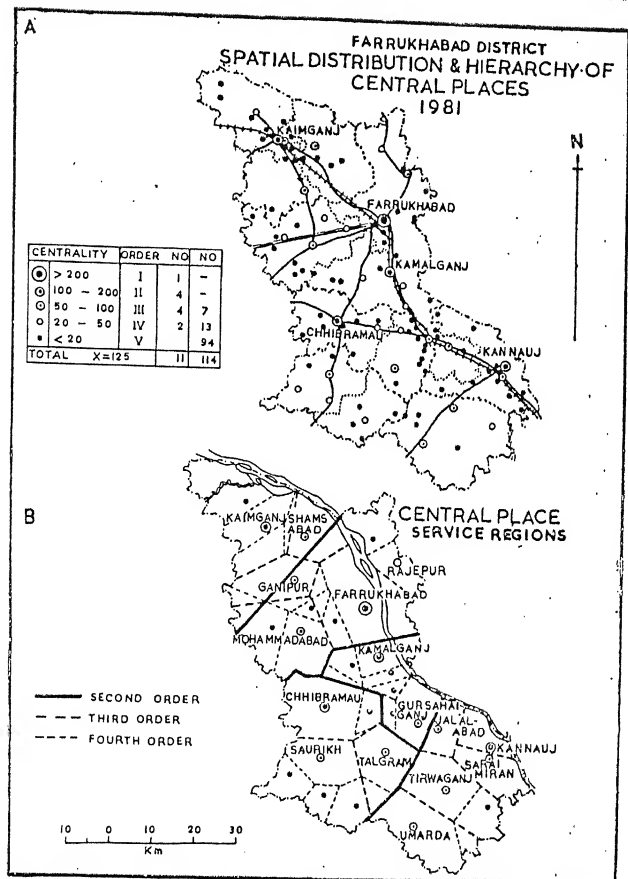 A
FARRUKHABAD DISTRICT
SPATIAL DISTRIBUTION & HIERARCHY OF
CENTRAL PLACES
1981
N
KAIMGANJ
FARRUKHABAD
KAMALGANJ
CHHIBRAMAU
KANNAUJ
CENTRALITY ORDER NO NO
> 200 I 1 -
100 - 200 II 4 -
50 - 100 III 4 7
20 - 50 IV 2 13
< 20 V 94
TOTAL X=125 11 114
B
CENTRAL PLACE
SERVICE REGIONS
KAIMGANJ
SHAMS
ABAD
RAJEPUR
GANIPUR
FARRUKHABAD
MOHAMMADABAD
KAMALGANJ
CHHIBRAMAU
GURSAHAI
GANJ
JALAL-
ABAD
KANNAUJ
SAURIKH
TALGRAM
SARAI
MIRAN
TIRWAGANJ
UMARDA
SECOND ORDER
THIRD ORDER
FOURTH ORDER
10 0 10 20 30
Km